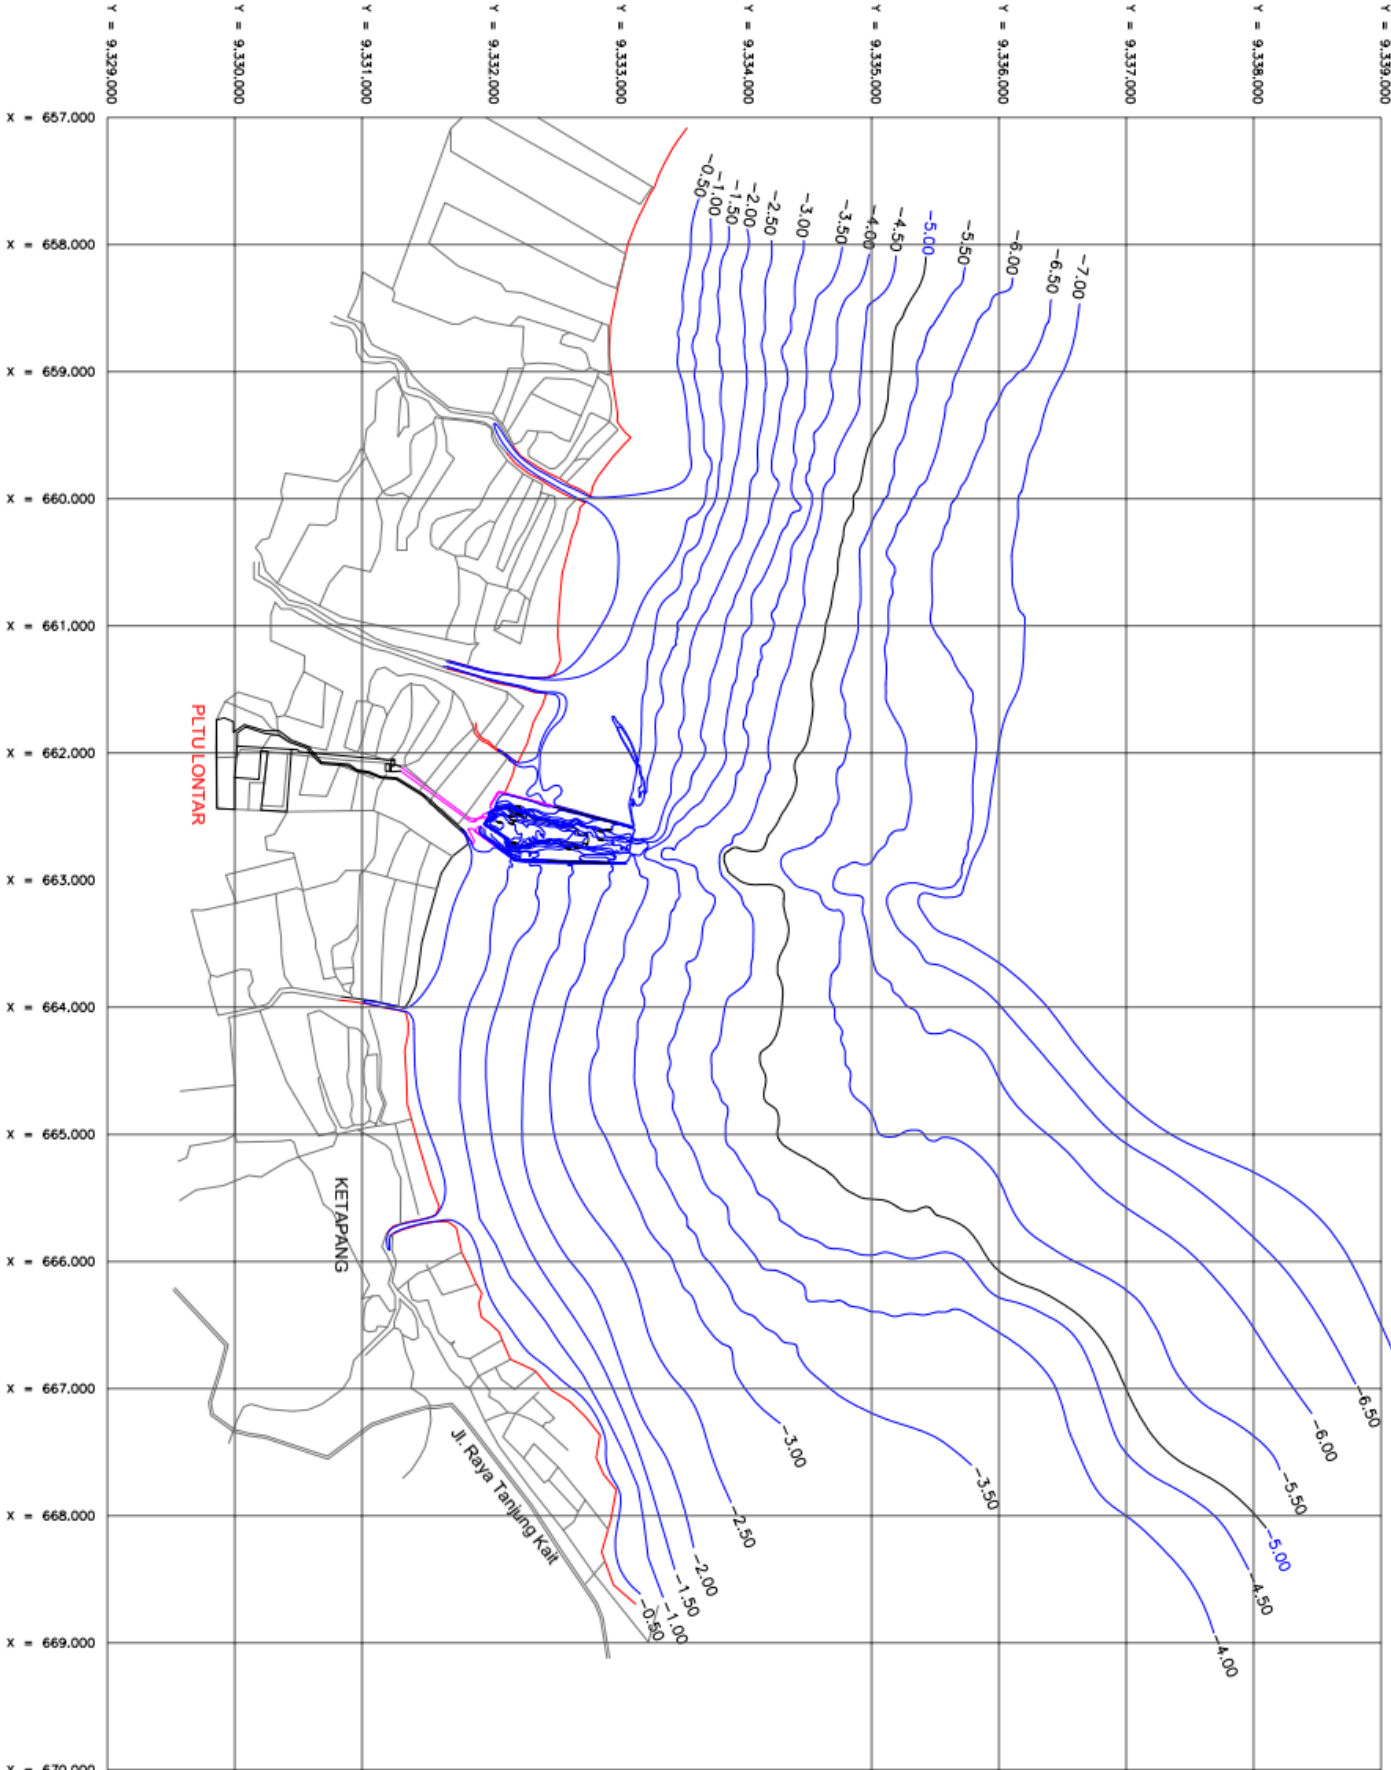 Y = 9.329.000
Y = 9.330.000
Y = 9.331.000
Y = 9.332.000
Y = 9.333.000
Y = 9.334.000
Y = 9.335.000
Y = 9.336.000
Y = 9.337.000
Y = 9.338.000
Y = 9.339.000
X = 657.000
-0.50
-1.00
-1.50
-2.00
-2.50
-3.00
-3.50
-4.00
-4.50
-5.00
-5.50
-6.00
-6.50
-7.00
X = 658.000
X = 659.000
X = 660.000
X = 661.000
PLTU LONTAR
X = 662.000
X = 663.000
X = 664.000
X = 665.000
KETAPANG
X = 666.000
X = 667.000
Jl. Raya Tanjung Kait
-6.50
-6.00
-3.00
-3.50
-5.50
-2.50
X = 668.000
-5.00
-2.00
-4.50
-1.50
-1.00
-0.50
X = 669.000
-4.00
X = 670.000